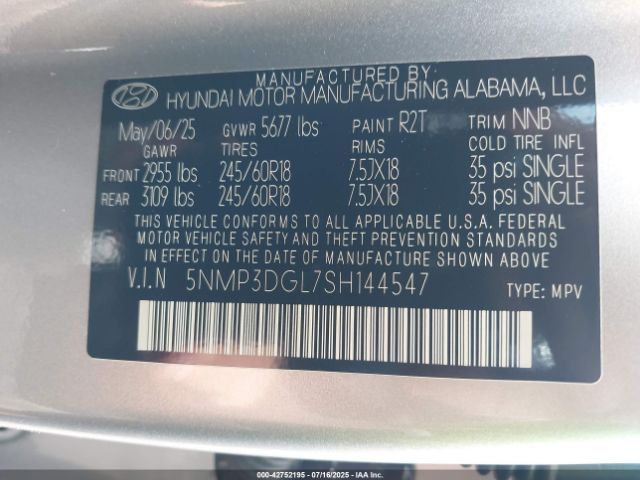 MANUFACTURED BY:
HYUNDAI MOTOR MANUFACTURING ALABAMA, LLC
May/06/25 GVWR 5677 lbs PAINT R2T TRIM NNB
GAWR TIRES RIMS COLD TIRE INFL
FRONT 2955 lbs 245/60R18 7.5JX18 35 psi SINGLE
REAR 3109 lbs 245/60R18 7.5JX18 35 psi SINGLE
THIS VEHICLE CONFORMS TO ALL APPLICABLE U.S.A. FEDERAL
MOTOR VEHICLE SAFETY AND THEFT PREVENTION STANDARDS
IN EFFECT ON THE DATE OF MANUFACTURE SHOWN ABOVE.
V.I.N 5NMP3DGL7SH144547 TYPE: MPV
000-42752195 - 07/16/2025 - IAA Inc.